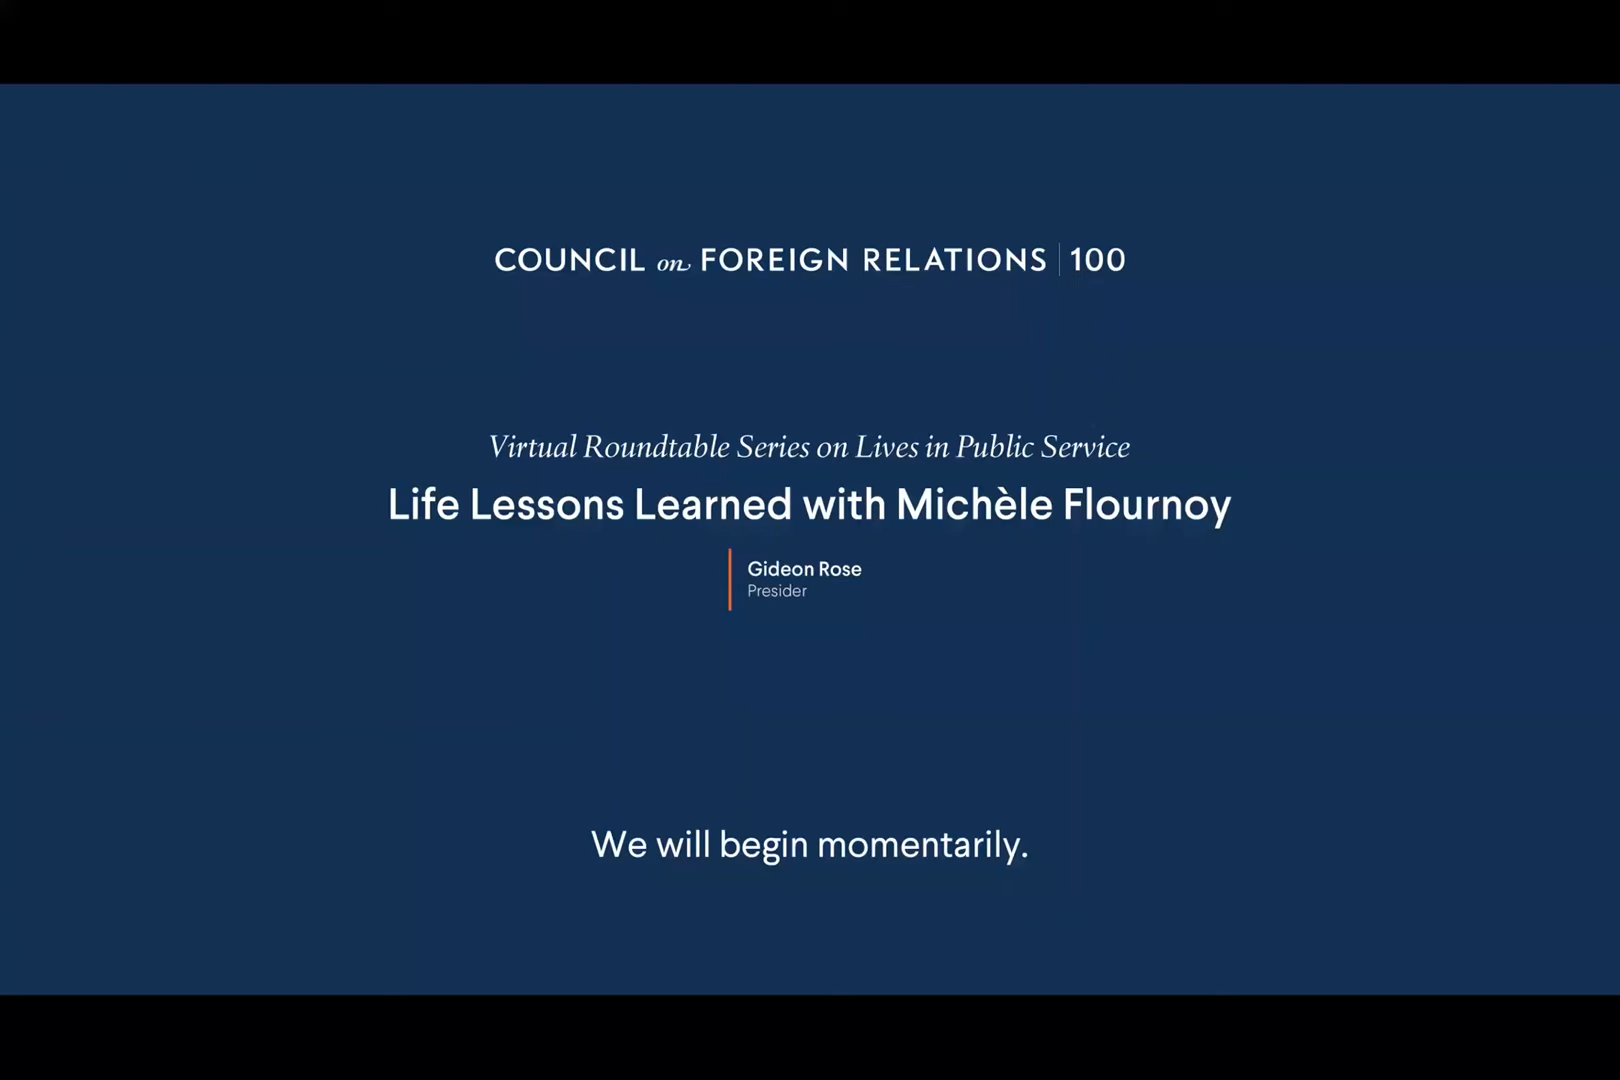 COUNCIL on FOREIGN RELATIONS | 100
Virtual Roundtable Series on Lives in Public Service
Life Lessons Learned with Michèle Flournoy
Gideon Rose
Presider
We will begin momentarily.